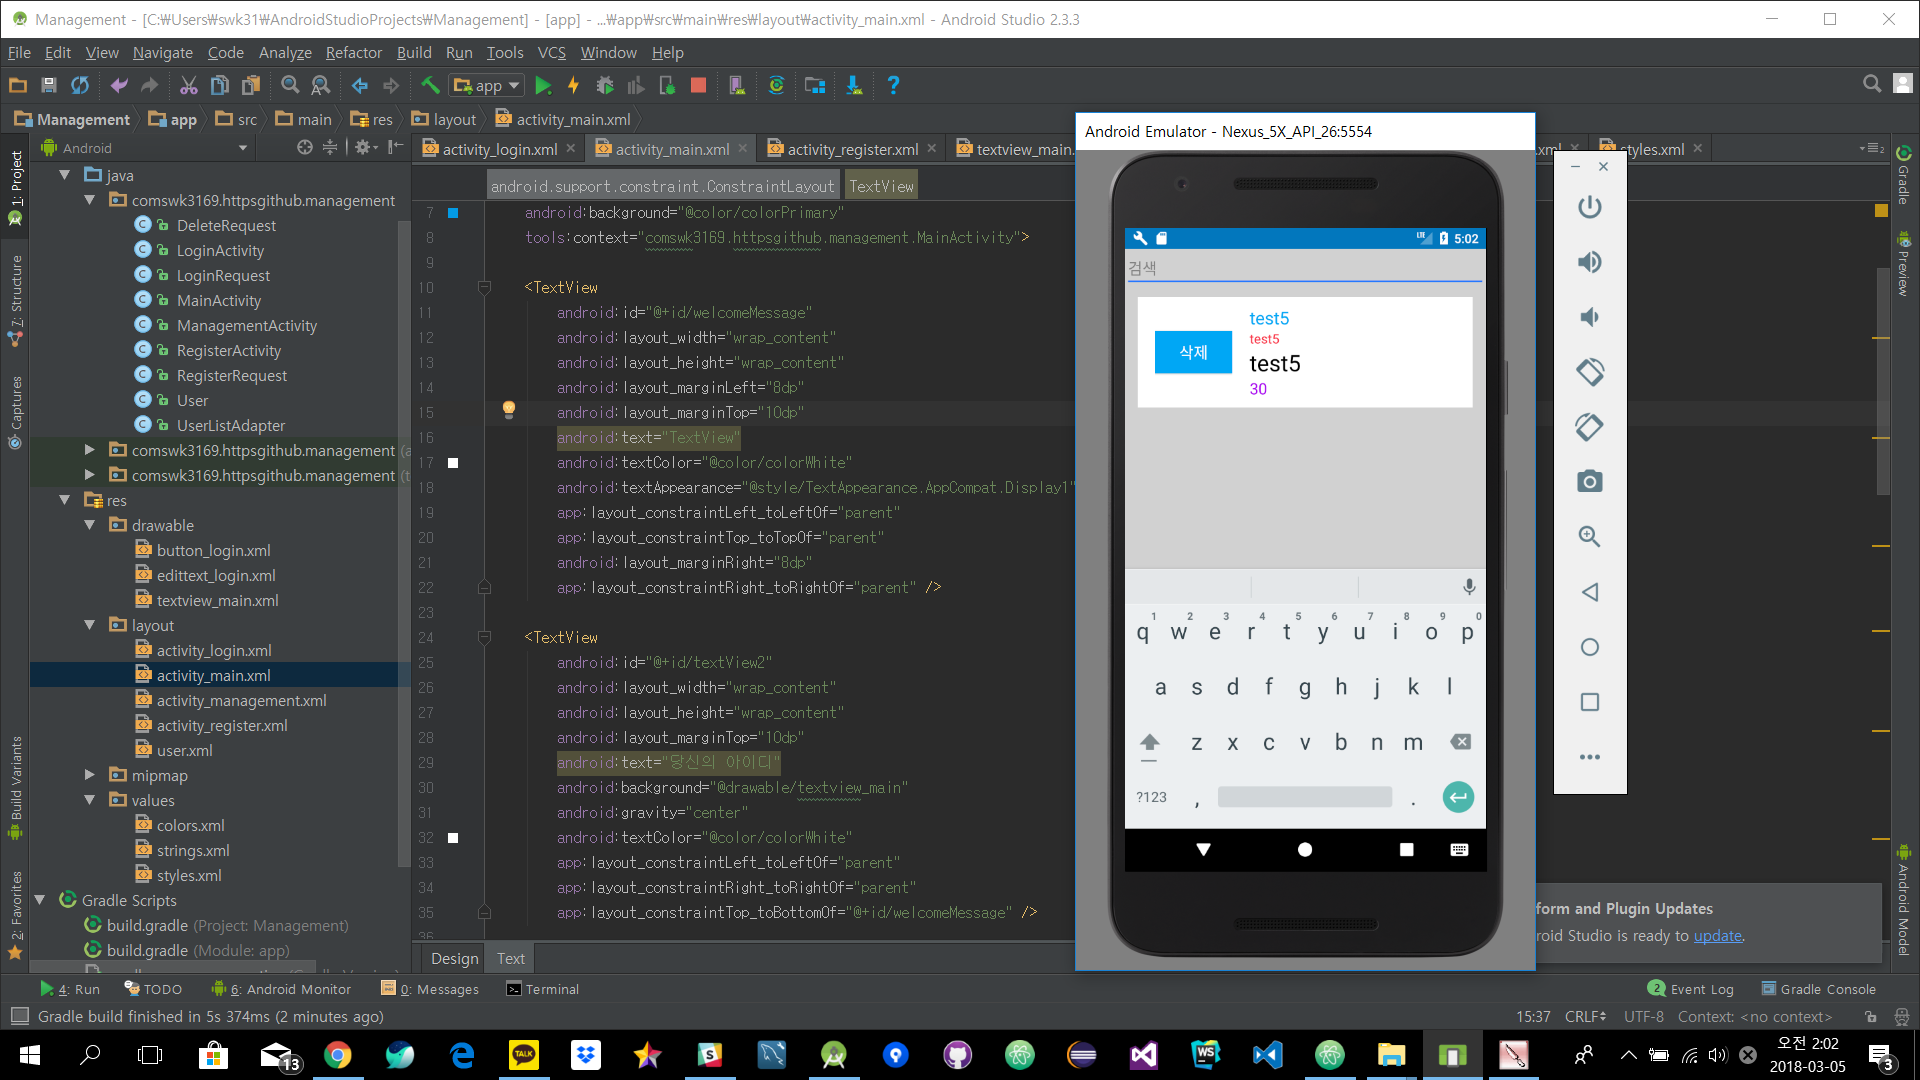 Management - [C:₩Users₩swk31₩AndroidStudioProjects₩Management] - [app] - ...₩app₩src₩main₩res₩layout₩activity_main.xml - Android Studio 2.3.3
File Edit View Navigate Code Analyze Refactor Build Run Tools VCS Window Help
app
Management app src main res layout activity_main.xml
Android
activity_login.xml activity_main.xml activity_register.xml textview_main. styles.xml
android.support.constraint.ConstraintLayout TextView
1: Project
7: Structure
Captures
Build Variants
2: Favorites
java
comswk3169.httpsgithub.management
DeleteRequest
LoginActivity
LoginRequest
MainActivity
ManagementActivity
RegisterActivity
RegisterRequest
User
UserListAdapter
comswk3169.httpsgithub.management
comswk3169.httpsgithub.management
res
drawable
button_login.xml
edittext_login.xml
textview_main.xml
layout
activity_login.xml
activity_main.xml
activity_management.xml
activity_register.xml
user.xml
mipmap
values
colors.xml
strings.xml
styles.xml
Gradle Scripts
build.gradle (Project: Management)
build.gradle (Module: app)
7 android:background="@color/colorPrimary"
8 tools:context="comswk3169.httpsgithub.management.MainActivity">
9
10 <TextView
11 android:id="@+id/welcomeMessage"
12 android:layout_width="wrap_content"
13 android:layout_height="wrap_content"
14 android:layout_marginLeft="8dp"
15 android:layout_marginTop="10dp"
16 android:text="TextView"
17 android:textColor="@color/colorWhite"
18 android:textAppearance="@style/TextAppearance.AppCompat.Display1"
19 app:layout_constraintLeft_toLeftOf="parent"
20 app:layout_constraintTop_toTopOf="parent"
21 android:layout_marginRight="8dp"
22 app:layout_constraintRight_toRightOf="parent" />
23
24 <TextView
25 android:id="@+id/textView2"
26 android:layout_width="wrap_content"
27 android:layout_height="wrap_content"
28 android:layout_marginTop="10dp"
29 android:text="당신의 아이디"
30 android:background="@drawable/textview_main"
31 android:gravity="center"
32 android:textColor="@color/colorWhite"
33 app:layout_constraintLeft_toLeftOf="parent"
34 app:layout_constraintRight_toRightOf="parent"
35 app:layout_constraintTop_toBottomOf="@+id/welcomeMessage" />
36
Design Text
Android Emulator - Nexus_5X_API_26:5554
LTE 5:02
검색
삭제
test5
test5
test5
30
1 2 3 4 5 6 7 8 9 0
q w e r t y u i o p
a s d f g h j k l
z x c v b n m
?123 , .
Gradle
Preview
Android Model
form and Plugin Updates
roid Studio is ready to update.
4: Run TODO 6: Android Monitor 0: Messages Terminal 2 Event Log Gradle Console
Gradle build finished in 5s 374ms (2 minutes ago) 15:37 CRLF UTF-8 Context: <no context>
13
TALK
WS
오전 2:02
2018-03-05
3